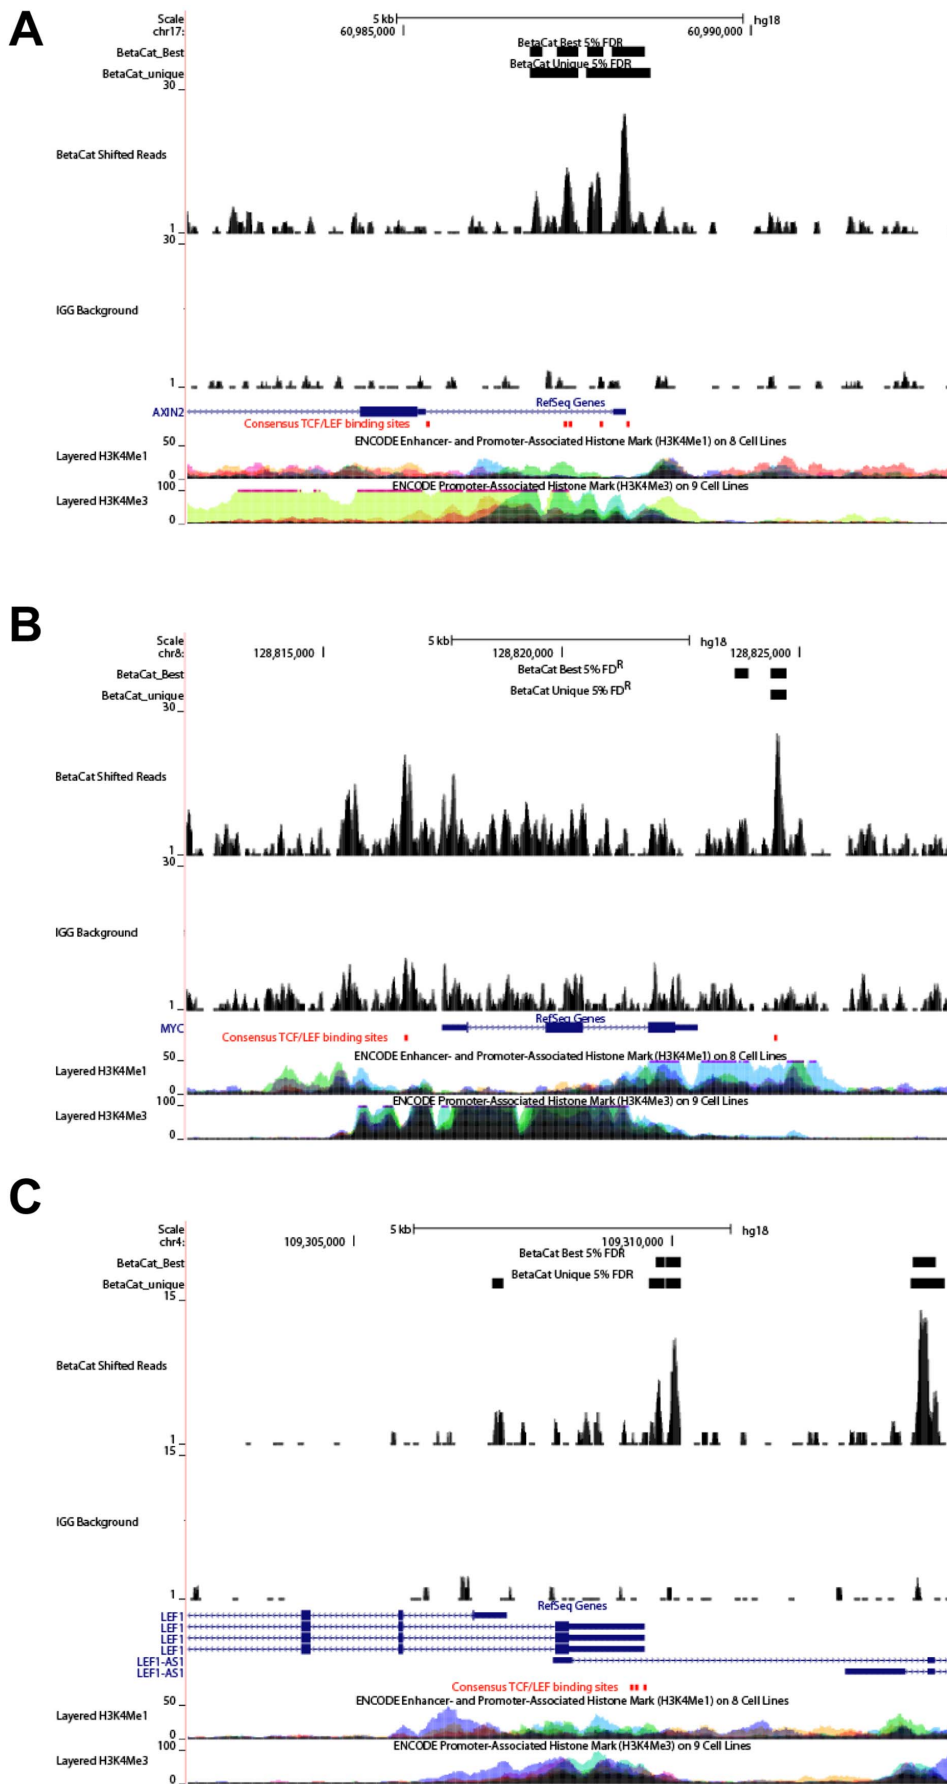 A
Scale 5 kb hg18
chr17: 60,985,000 60,990,000
BetaCat Best 5% FDR
BetaCat_Best
BetaCat Unique 5% FDR
BetaCat_unique
30
BetaCat Shifted Reads
1
30
IGG Background
1
RefSeq Genes
AXIN2
Consensus TCF/LEF binding sites
ENCODE Enhancer- and Promoter-Associated Histone Mark (H3K4Me1) on 8 Cell Lines
50
Layered H3K4Me1
0
ENCODE Promoter-Associated Histone Mark (H3K4Me3) on 9 Cell Lines
100
Layered H3K4Me3
0
B
Scale 5 kb hg18
chr8: 128,815,000 128,820,000 128,825,000
BetaCat Best 5% FDR
BetaCat_Best
BetaCat Unique 5% FDR
BetaCat_unique
30
BetaCat Shifted Reads
1
30
IGG Background
1
RefSeq Genes
MYC
Consensus TCF/LEF binding sites
ENCODE Enhancer- and Promoter-Associated Histone Mark (H3K4Me1) on 8 Cell Lines
50
Layered H3K4Me1
0
ENCODE Promoter-Associated Histone Mark (H3K4Me3) on 9 Cell Lines
100
Layered H3K4Me3
0
C
Scale 5 kb hg18
chr4: 109,305,000 109,310,000
BetaCat Best 5% FDR
BetaCat_Best
BetaCat Unique 5% FDR
BetaCat_unique
15
BetaCat Shifted Reads
1
15
IGG Background
1
RefSeq Genes
LEF1
LEF1
LEF1
LEF1
LEF1-AS1
LEF1-AS1
Consensus TCF/LEF binding sites
ENCODE Enhancer- and Promoter-Associated Histone Mark (H3K4Me1) on 8 Cell Lines
50
Layered H3K4Me1
0
ENCODE Promoter-Associated Histone Mark (H3K4Me3) on 9 Cell Lines
100
Layered H3K4Me3
0